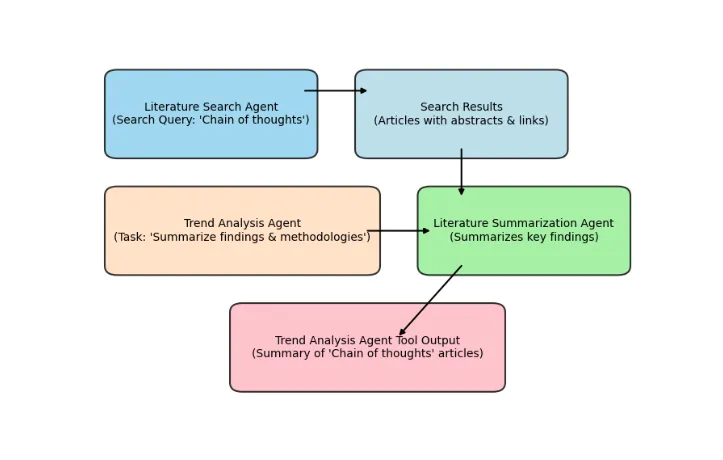 Literature Search Agent
(Search Query: 'Chain of thoughts')
Search Results
(Articles with abstracts & links)
Trend Analysis Agent
(Task: 'Summarize findings & methodologies')
Literature Summarization Agent
(Summarizes key findings)
Trend Analysis Agent Tool Output
(Summary of 'Chain of thoughts' articles)